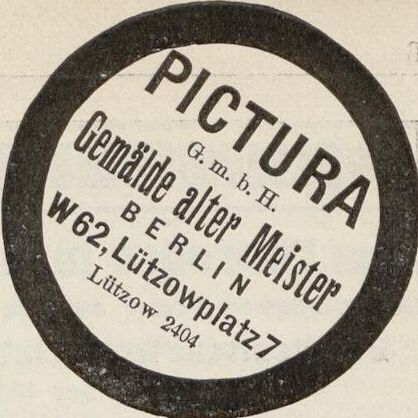 PICTURA
G. m. b. H.
Gemälde alter Meister
BERLIN
W 62, Lützowplatz 7
Lützow 2404